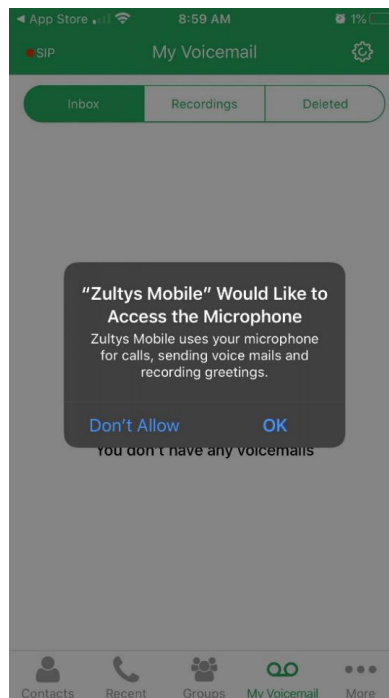 ◀ App Store 8:59 AM 1%
SIP My Voicemail
Inbox Recordings Deleted
“Zultys Mobile” Would Like to
Access the Microphone
Zultys Mobile uses your microphone
for calls, sending voice mails and
recording greetings.
Don't Allow OK
You don't have any voicemails
Contacts Recent Groups My Voicemail More